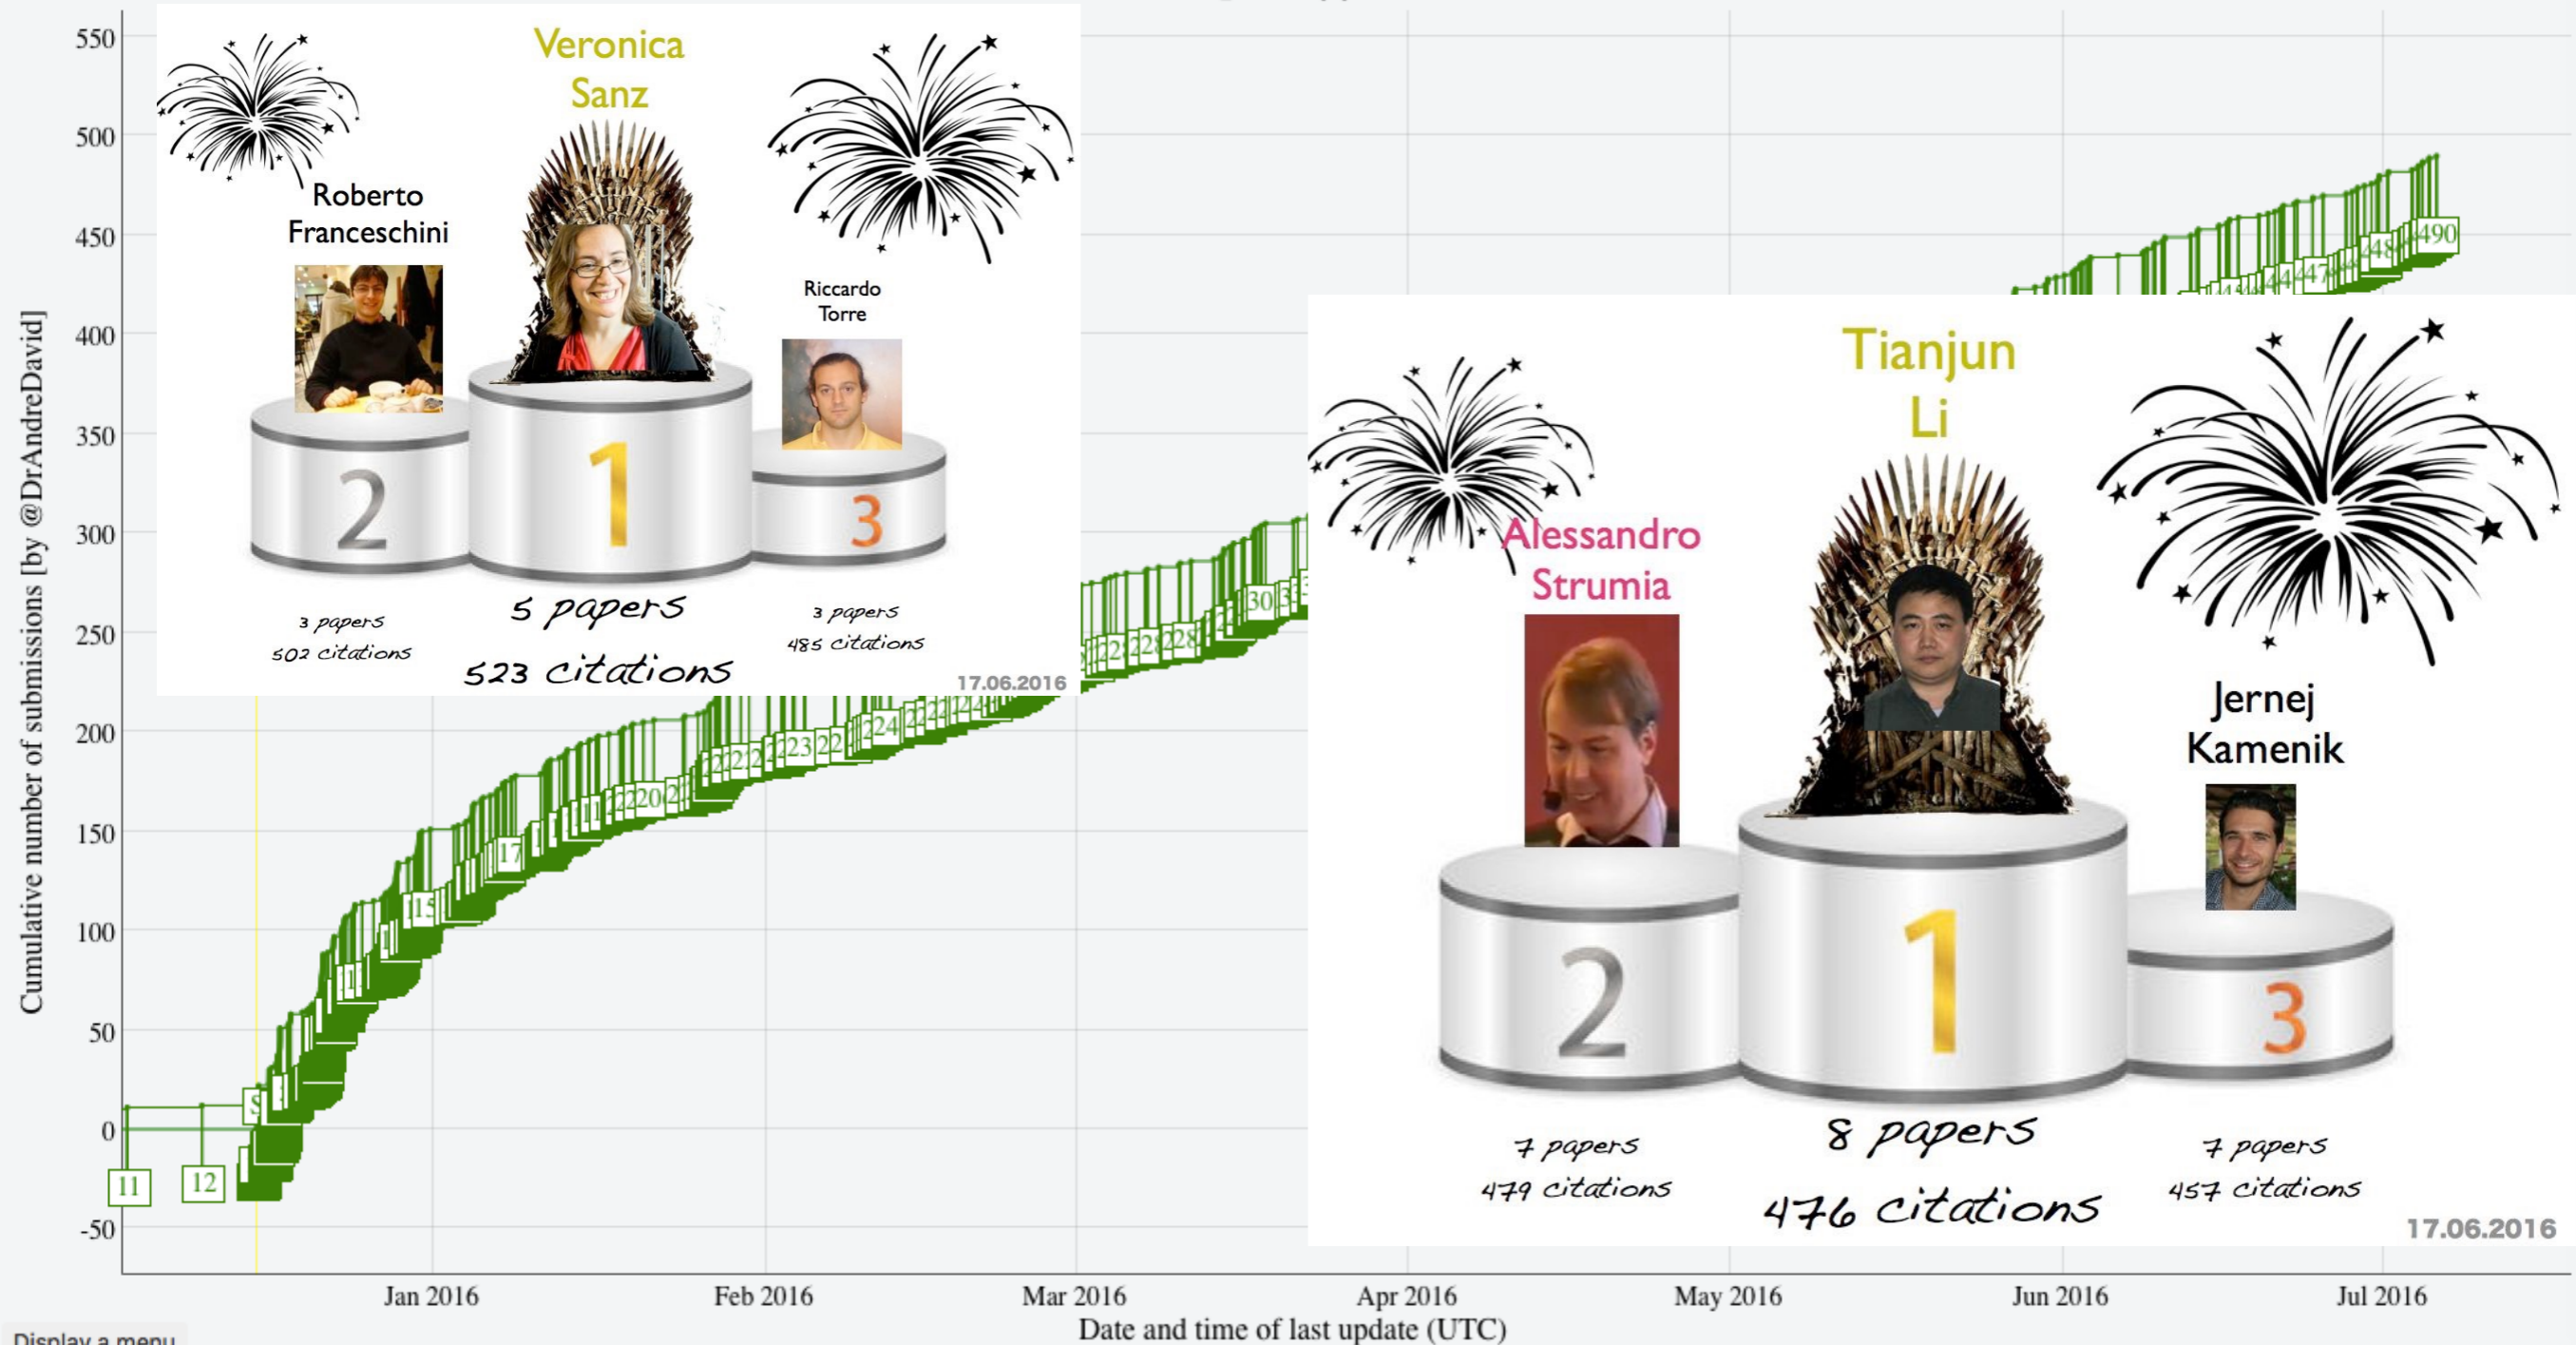 550
500
450
400
350
300
250
200
150
100
50
0
-50
Cumulative number of submissions [by @DrAndreDavid]
Veronica
Sanz
Roberto
Franceschini
Riccardo
Torre
2
1
3
3 papers
502 citations
5 papers
523 citations
3 papers
485 citations
17.06.2016
Tianjun
Li
Alessandro
Strumia
Jernej
Kamenik
2
1
3
7 papers
479 citations
8 papers
476 citations
7 papers
457 citations
17.06.2016
490
11
12
Jan 2016
Feb 2016
Mar 2016
Apr 2016
May 2016
Jun 2016
Jul 2016
Date and time of last update (UTC)
Display a menu